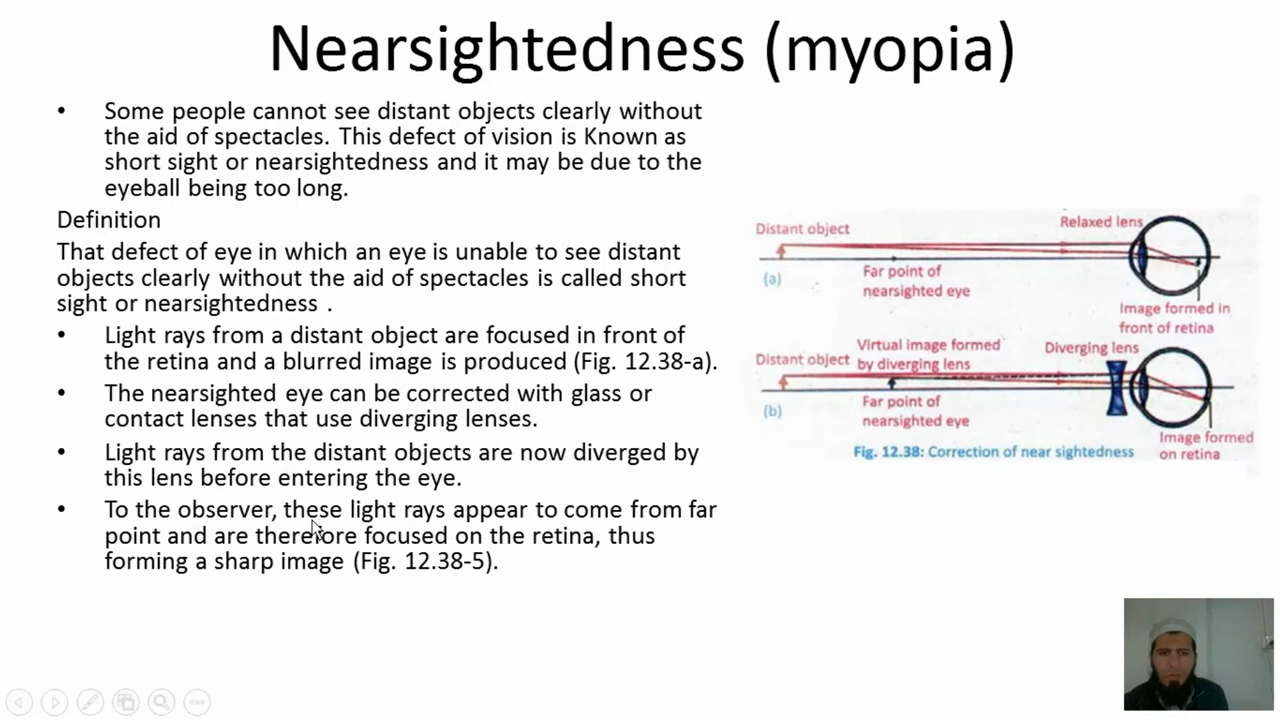 Nearsightedness (myopia)
• Some people cannot see distant objects clearly without
the aid of spectacles. This defect of vision is Known as
short sight or nearsightedness and it may be due to the
eyeball being too long.
Definition
That defect of eye in which an eye is unable to see distant
objects clearly without the aid of spectacles is called short
sight or nearsightedness .
• Light rays from a distant object are focused in front of
the retina and a blurred image is produced (Fig. 12.38-a).
• The nearsighted eye can be corrected with glass or
contact lenses that use diverging lenses.
• Light rays from the distant objects are now diverged by
this lens before entering the eye.
• To the observer, these light rays appear to come from far
point and are therefore focused on the retina, thus
forming a sharp image (Fig. 12.38-5).
Distant object
Relaxed lens
(a)
Far point of
nearsighted eye
Image formed in
front of retina
Distant object
Virtual image formed
by diverging lens
Diverging lens
(b)
Far point of
nearsighted eye
Image formed
on retina
Fig. 12.38: Correction of near sightedness